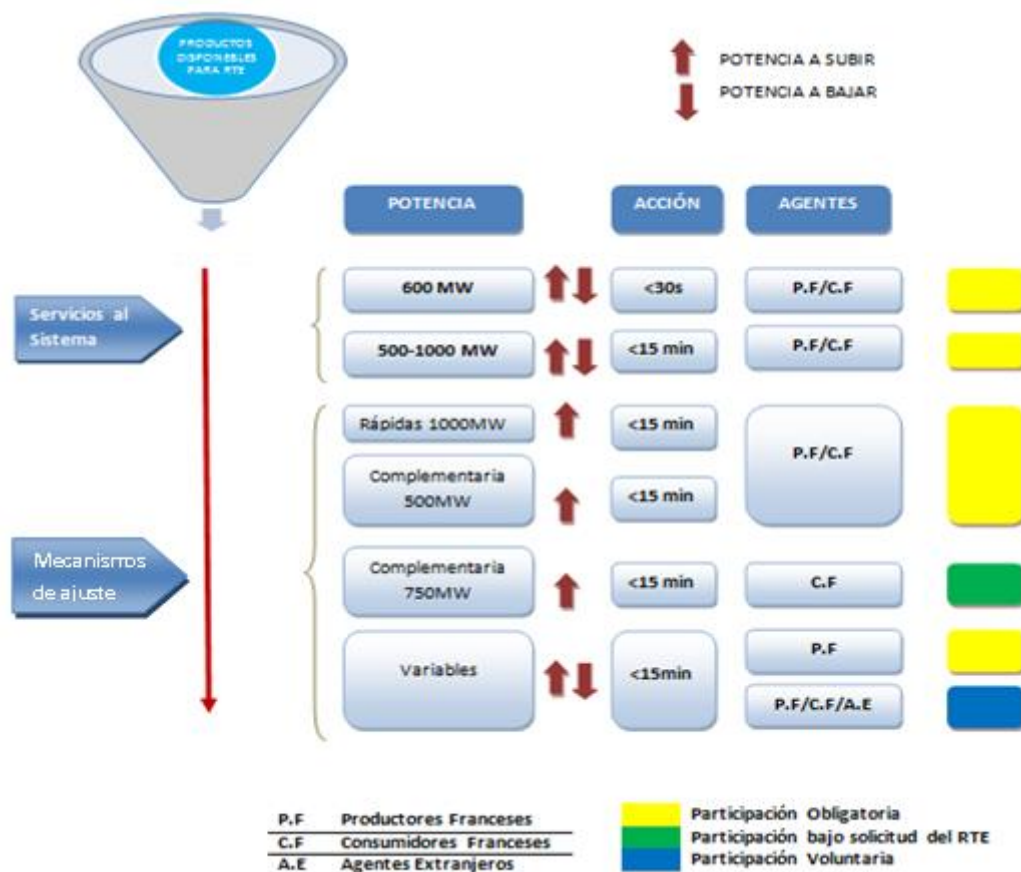 PRODUCTOS
DISPONIBLES
PARA RTE
POTENCIA A SUBIR
POTENCIA A BAJAR
POTENCIA
ACCIÓN
AGENTES
Servicios al
Sistema
600 MW
<30s
P.F/C.F
500-1000 MW
<15 min
P.F/C.F
Mecanismos
de ajuste
Rápidas 1000MW
<15 min
P.F/C.F
Complementaria
500MW
<15 min
Complementaria
750MW
<15 min
C.F
Variables
<15min
P.F
P.F/C.F/A.E
P.F Productores Franceses
C.F Consumidores Franceses
A.E Agentes Extranjeros
Participación Obligatoria
Participación bajo solicitud del RTE
Participación Voluntaria